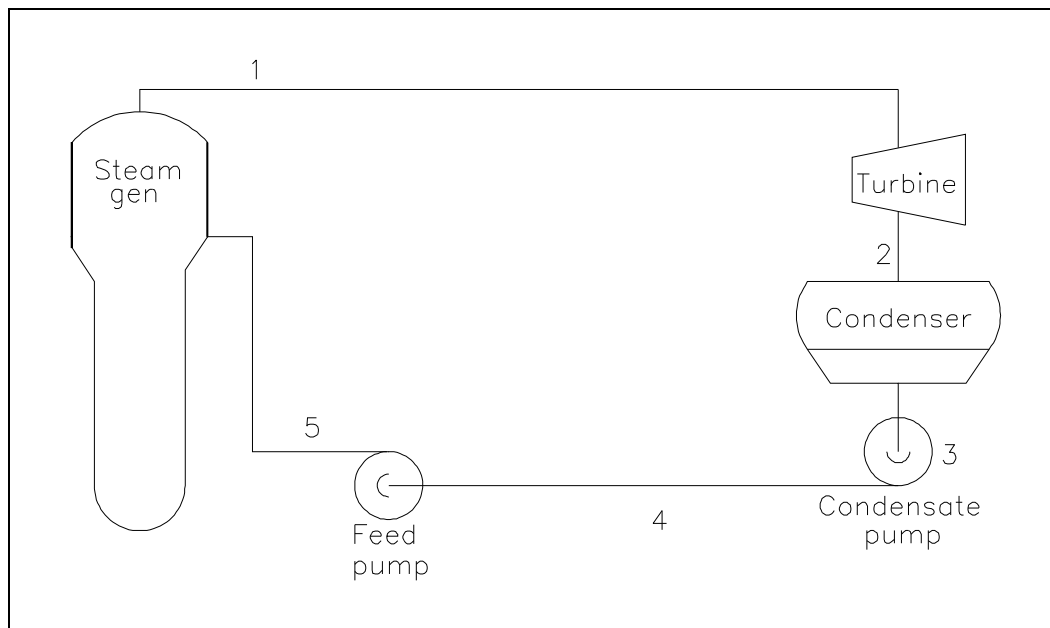 1
Steam
gen
Turbine
2
Condenser
5
3
4
Condensate
pump
Feed
pump